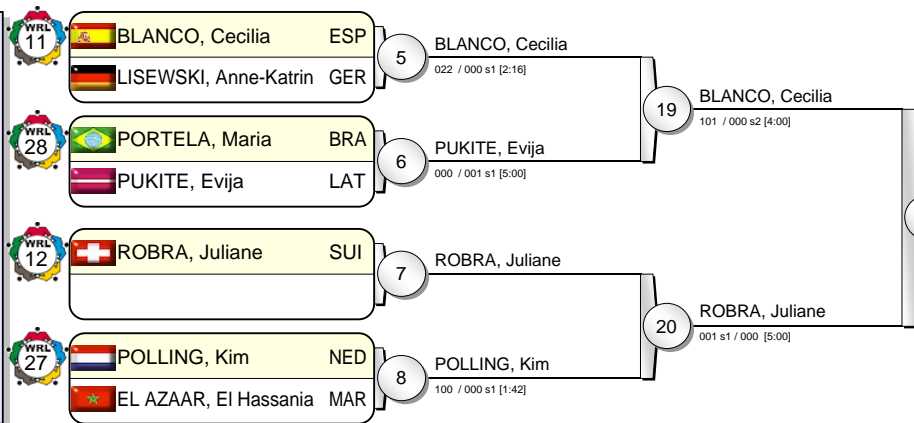 WRL
11
BLANCO, Cecilia ESP
LISEWSKI, Anne-Katrin GER
5
BLANCO, Cecilia
022 / 000 s1 [2:16]
19
BLANCO, Cecilia
101 / 000 s2 [4:00]
WRL
28
PORTELA, Maria BRA
PUKITE, Evija LAT
6
PUKITE, Evija
000 / 001 s1 [5:00]
WRL
12
ROBRA, Juliane SUI
7
ROBRA, Juliane
20
ROBRA, Juliane
001 s1 / 000 [5:00]
WRL
27
POLLING, Kim NED
EL AZAAR, El Hassania MAR
8
POLLING, Kim
100 / 000 s1 [1:42]